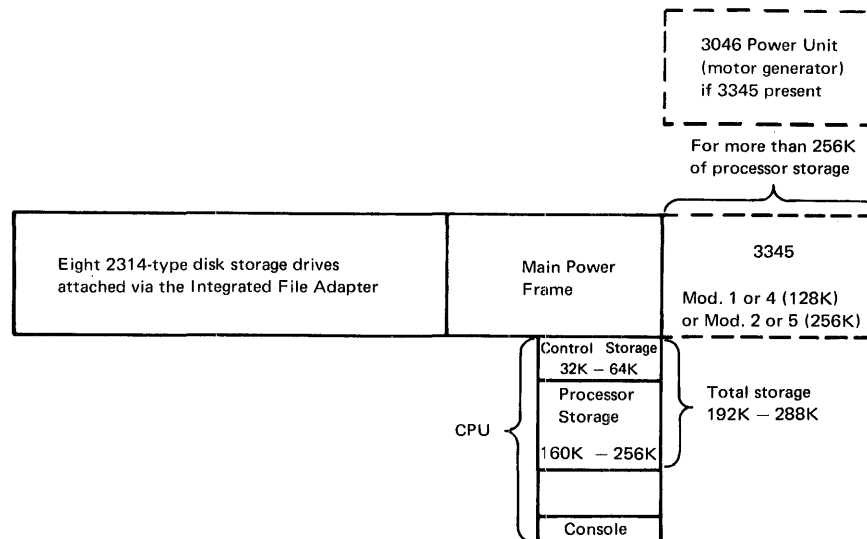 3046 Power Unit
(motor generator)
if 3345 present
For more than 256K
of processor storage
Eight 2314-type disk storage drives
attached via the Integrated File Adapter
Main Power
Frame
3345
Mod. 1 or 4 (128K)
or Mod. 2 or 5 (256K)
Control Storage
32K – 64K
Processor
Storage
160K – 256K
Total storage
192K – 288K
CPU
Console